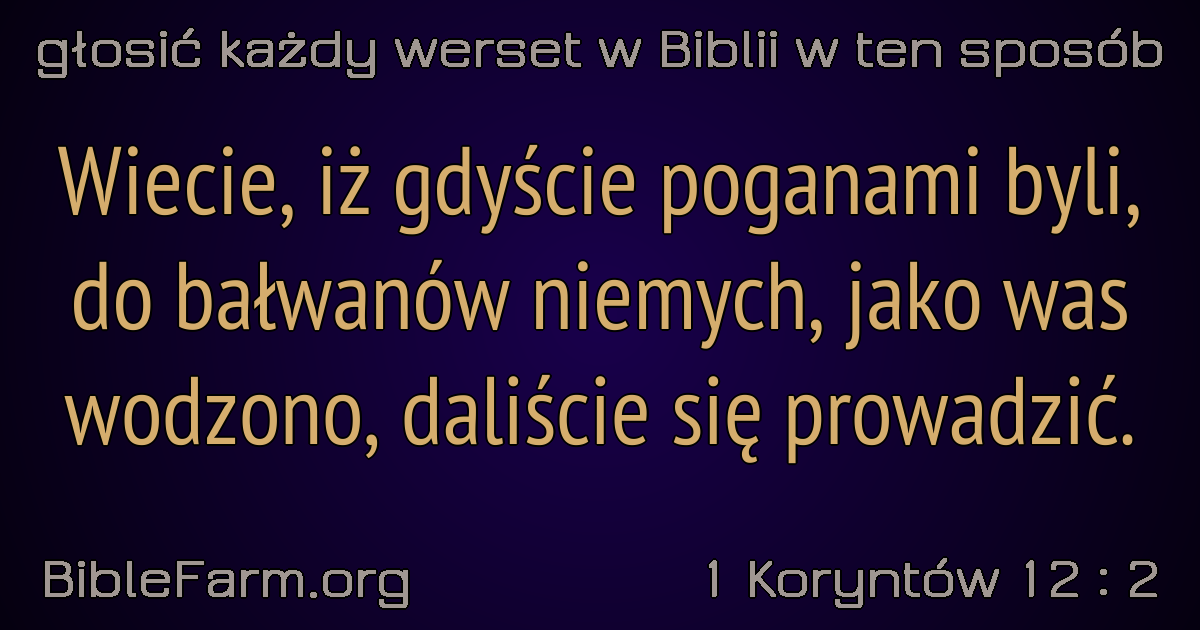 głosić każdy werset w Biblii w ten sposób
Wiecie, iż gdyście poganami byli,
do bałwanów niemych, jako was
wodzono, daliście się prowadzić.
BibleFarm.org
1 Koryntów 12 : 2